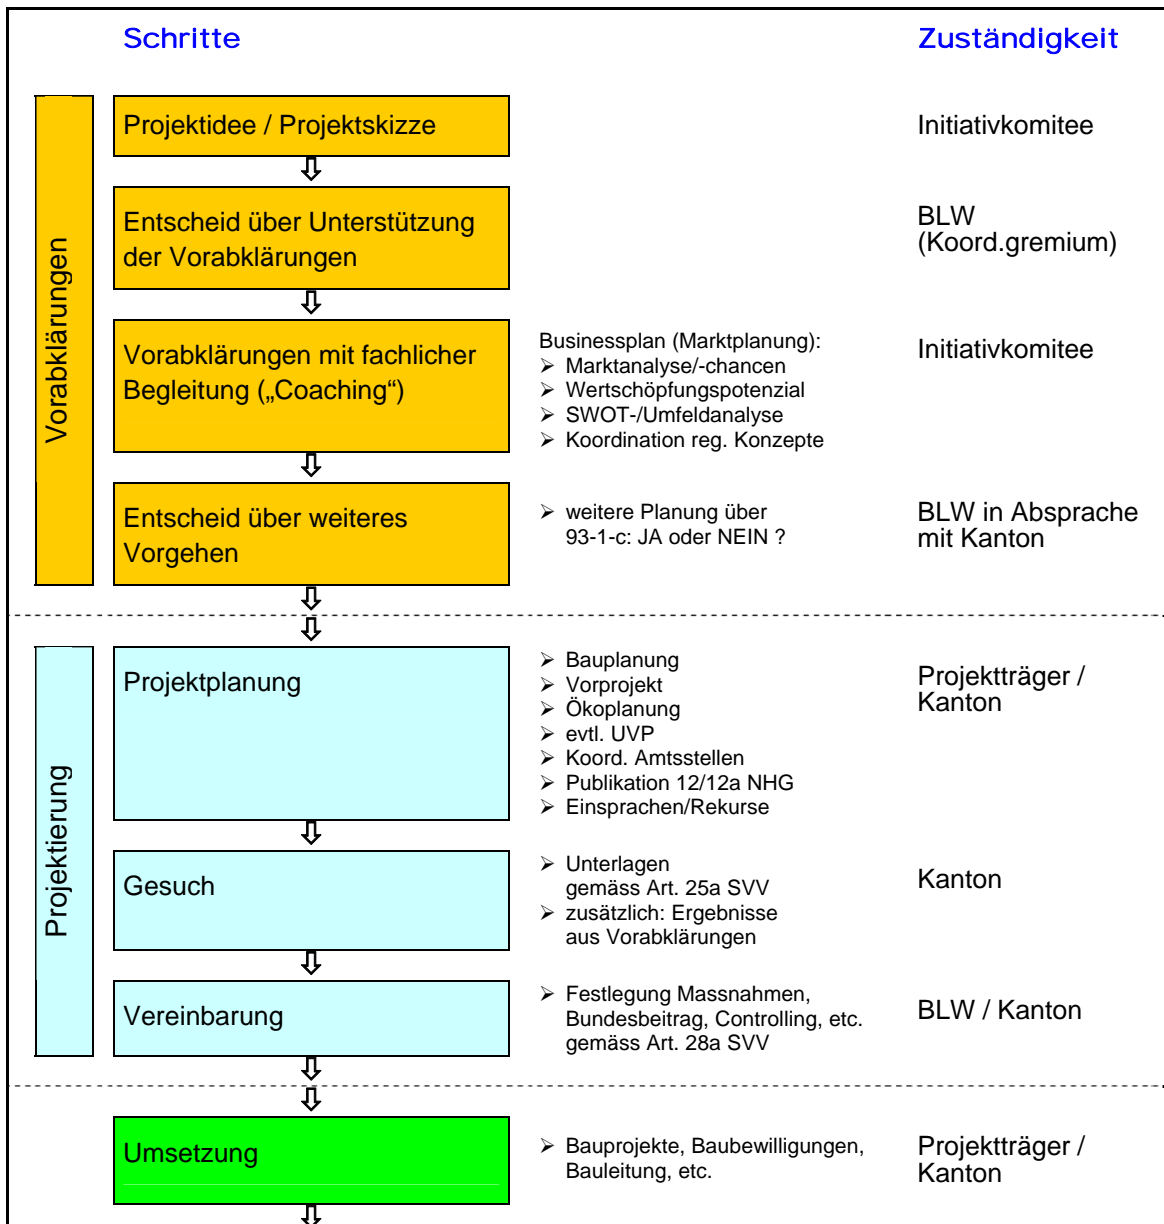 Schritte
Zuständigkeit
Vorabklärungen
Projektidee / Projektskizze
Initiativkomitee
Entscheid über Unterstützung
der Vorabklärungen
BLW
(Koord.gremium)
Vorabklärungen mit fachlicher
Begleitung („Coaching“)
Businessplan (Marktplanung):
➢ Marktanalyse/-chancen
➢ Wertschöpfungspotenzial
➢ SWOT-/Umfeldanalyse
➢ Koordination reg. Konzepte
Initiativkomitee
Entscheid über weiteres
Vorgehen
➢ weitere Planung über
93-1-c: JA oder NEIN ?
BLW in Absprache
mit Kanton
Projektierung
Projektplanung
➢ Bauplanung
➢ Vorprojekt
➢ Ökoplanung
➢ evtl. UVP
➢ Koord. Amtsstellen
➢ Publikation 12/12a NHG
➢ Einsprachen/Rekurse
Projektträger /
Kanton
Gesuch
➢ Unterlagen
gemäss Art. 25a SVV
➢ zusätzlich: Ergebnisse
aus Vorabklärungen
Kanton
Vereinbarung
➢ Festlegung Massnahmen,
Bundesbeitrag, Controlling, etc.
gemäss Art. 28a SVV
BLW / Kanton
Umsetzung
➢ Bauprojekte, Baubewilligungen,
Bauleitung, etc.
Projektträger /
Kanton